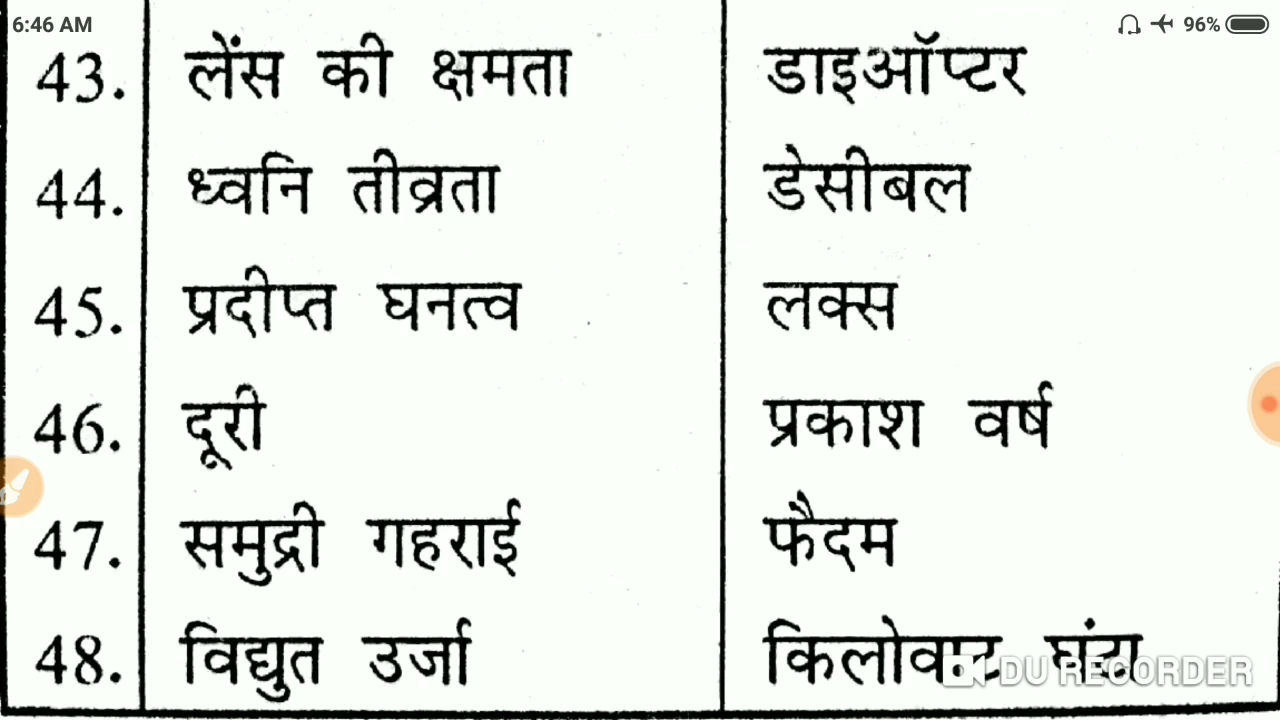 6:46 AM 96%
43. लेंस की क्षमता डाइऑप्टर
44. ध्वनि तीव्रता डेसीबल
45. प्रदीप्त घनत्व लक्स
46. दूरी प्रकाश वर्ष
47. समुद्री गहराई फैदम
48. विद्युत उर्जा किलोवाट घंटा
DU RECORDER